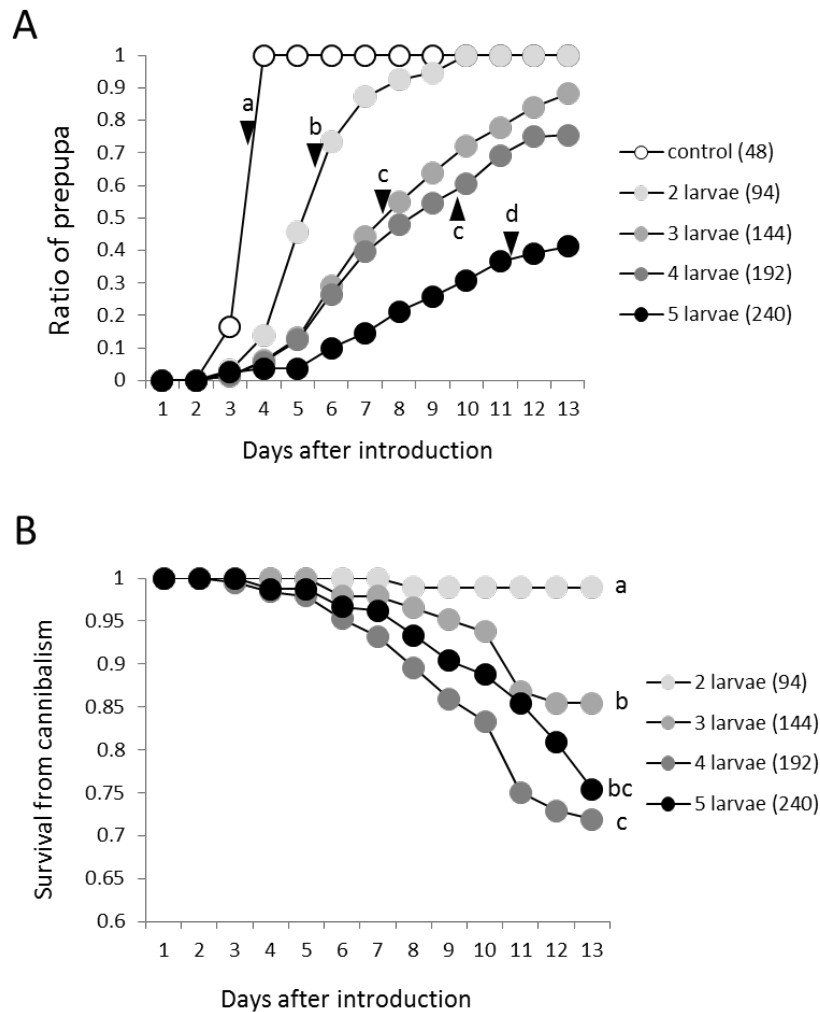 A
Ratio of prepupa
1
0.9
0.8
0.7
0.6
0.5
0.4
0.3
0.2
0.1
0
a
b
c
c
d
1 2 3 4 5 6 7 8 9 10 11 12 13
Days after introduction
control (48)
2 larvae (94)
3 larvae (144)
4 larvae (192)
5 larvae (240)
B
Survival from cannibalism
1
0.95
0.9
0.85
0.8
0.75
0.7
0.65
0.6
a
b
bc
c
1 2 3 4 5 6 7 8 9 10 11 12 13
Days after introduction
2 larvae (94)
3 larvae (144)
4 larvae (192)
5 larvae (240)